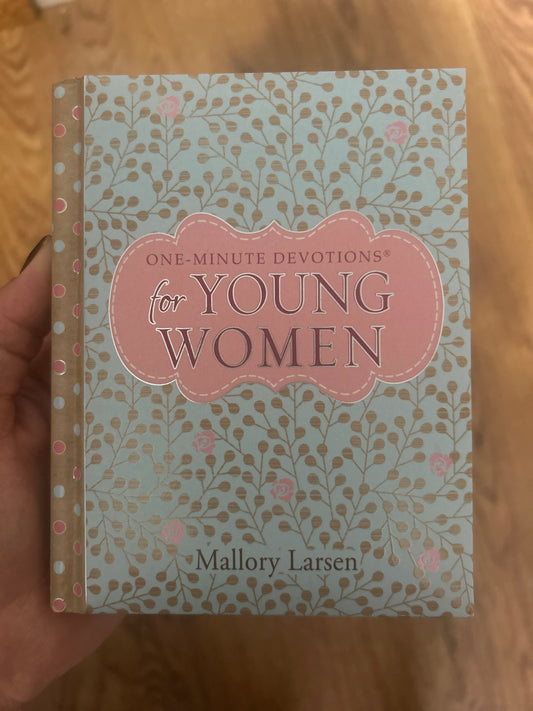 ONE-MINUTE DEVOTIONS®
for YOUNG
WOMEN
Mallory Larsen